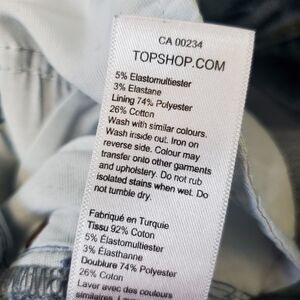 CA 00234
TOPSHOP.COM
5% Elastomultiester
3% Elastane
Lining 74% Polyester
26% Cotton
Wash with similar colours.
Wash inside out. Iron on
reverse side. Colour may
transfer onto other garments
and upholstery. Do not rub
isolated stains when wet. Do
not tumble dry.
Fabriqué en Turquie
Tissu 92% Coton
5% Élastomultiester
3% Élasthanne
Doublure 74% Polyester
26% Coton
Laver avec des couleurs
similaires.